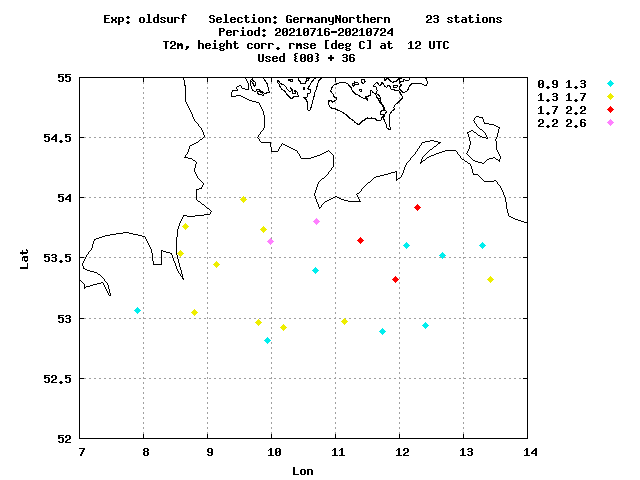 Exp: oldsurf   Selection: GermanyNorthern     23 stations
Period: 20210716-20210724
T2m, height corr. rmse [deg C] at  12 UTC
Used {00} + 36
0.9 1.3
1.3 1.7
1.7 2.2
2.2 2.6
55
54.5
54
53.5
53
52.5
52
Lat
7 8 9 10 11 12 13 14
Lon